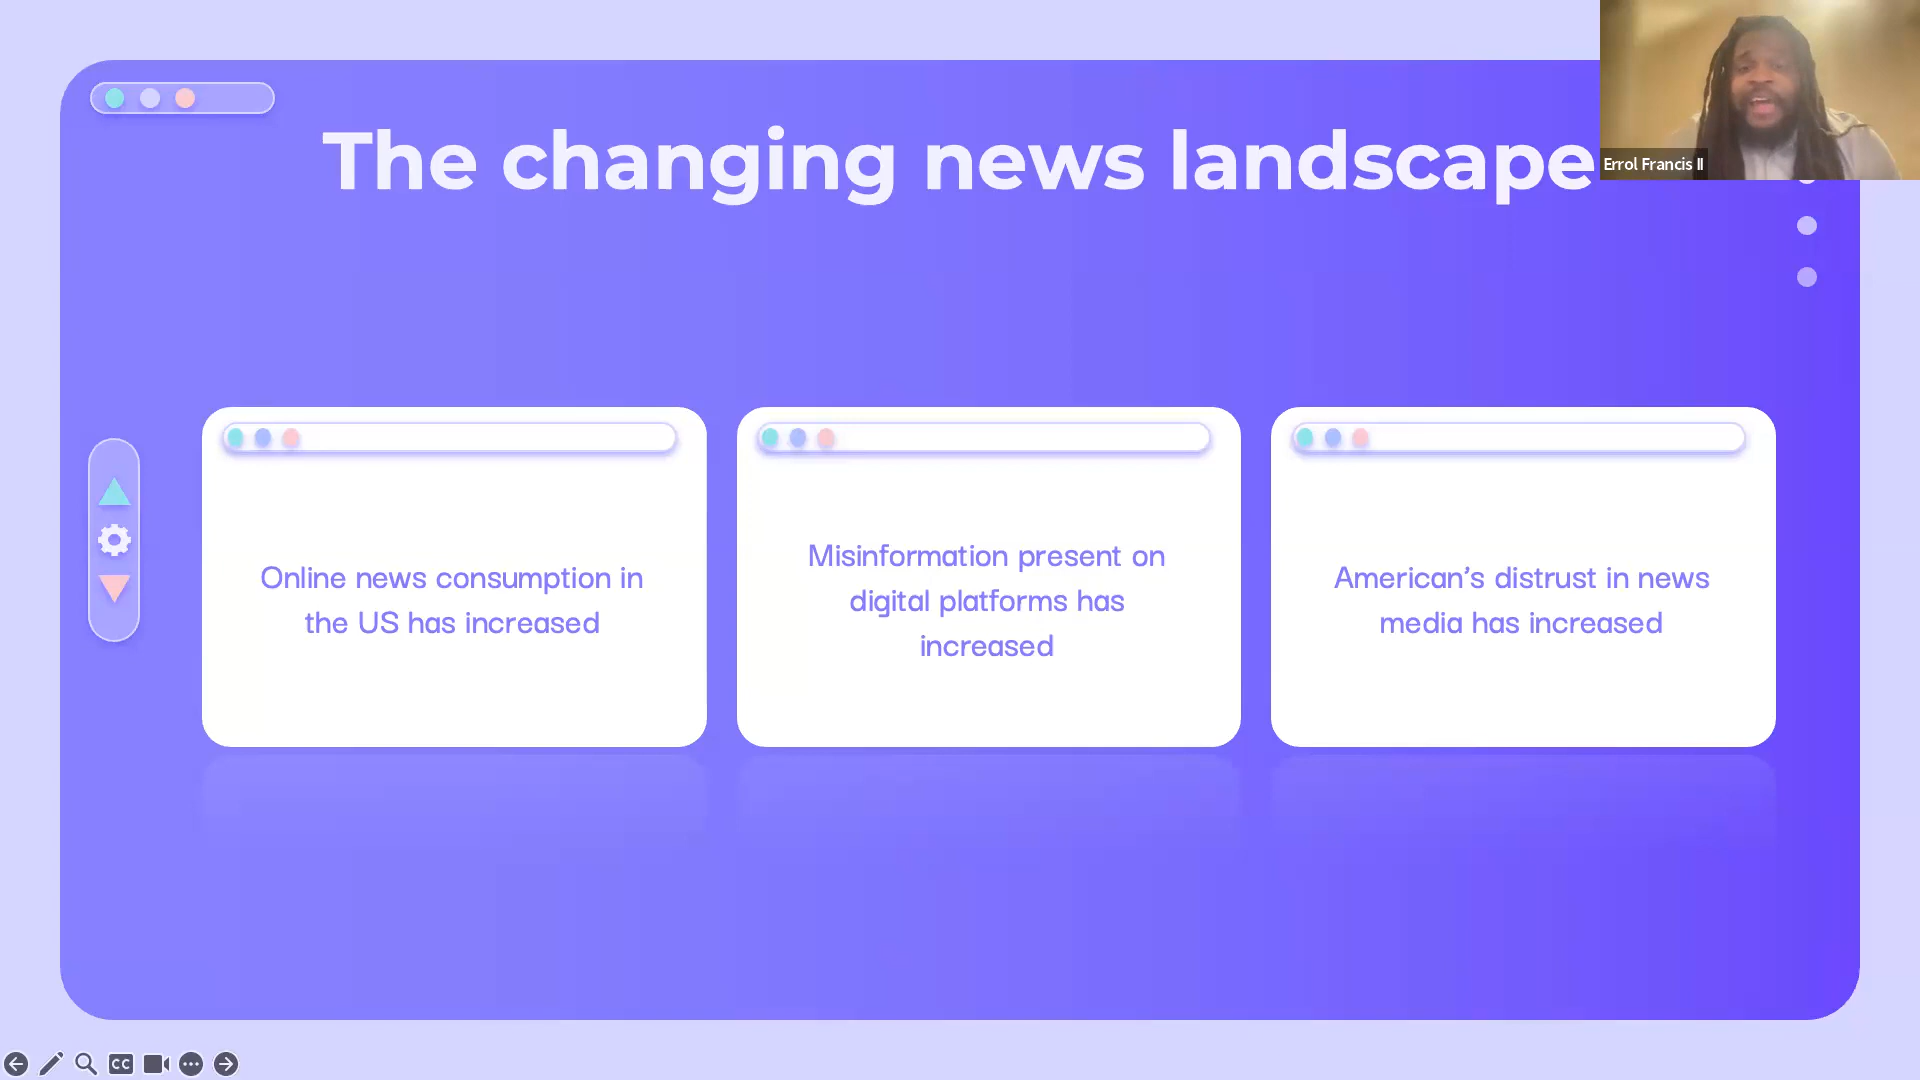 The changing news landscape
Errol Francis II
Online news consumption in
the US has increased
Misinformation present on
digital platforms has
increased
American’s distrust in news
media has increased
CC